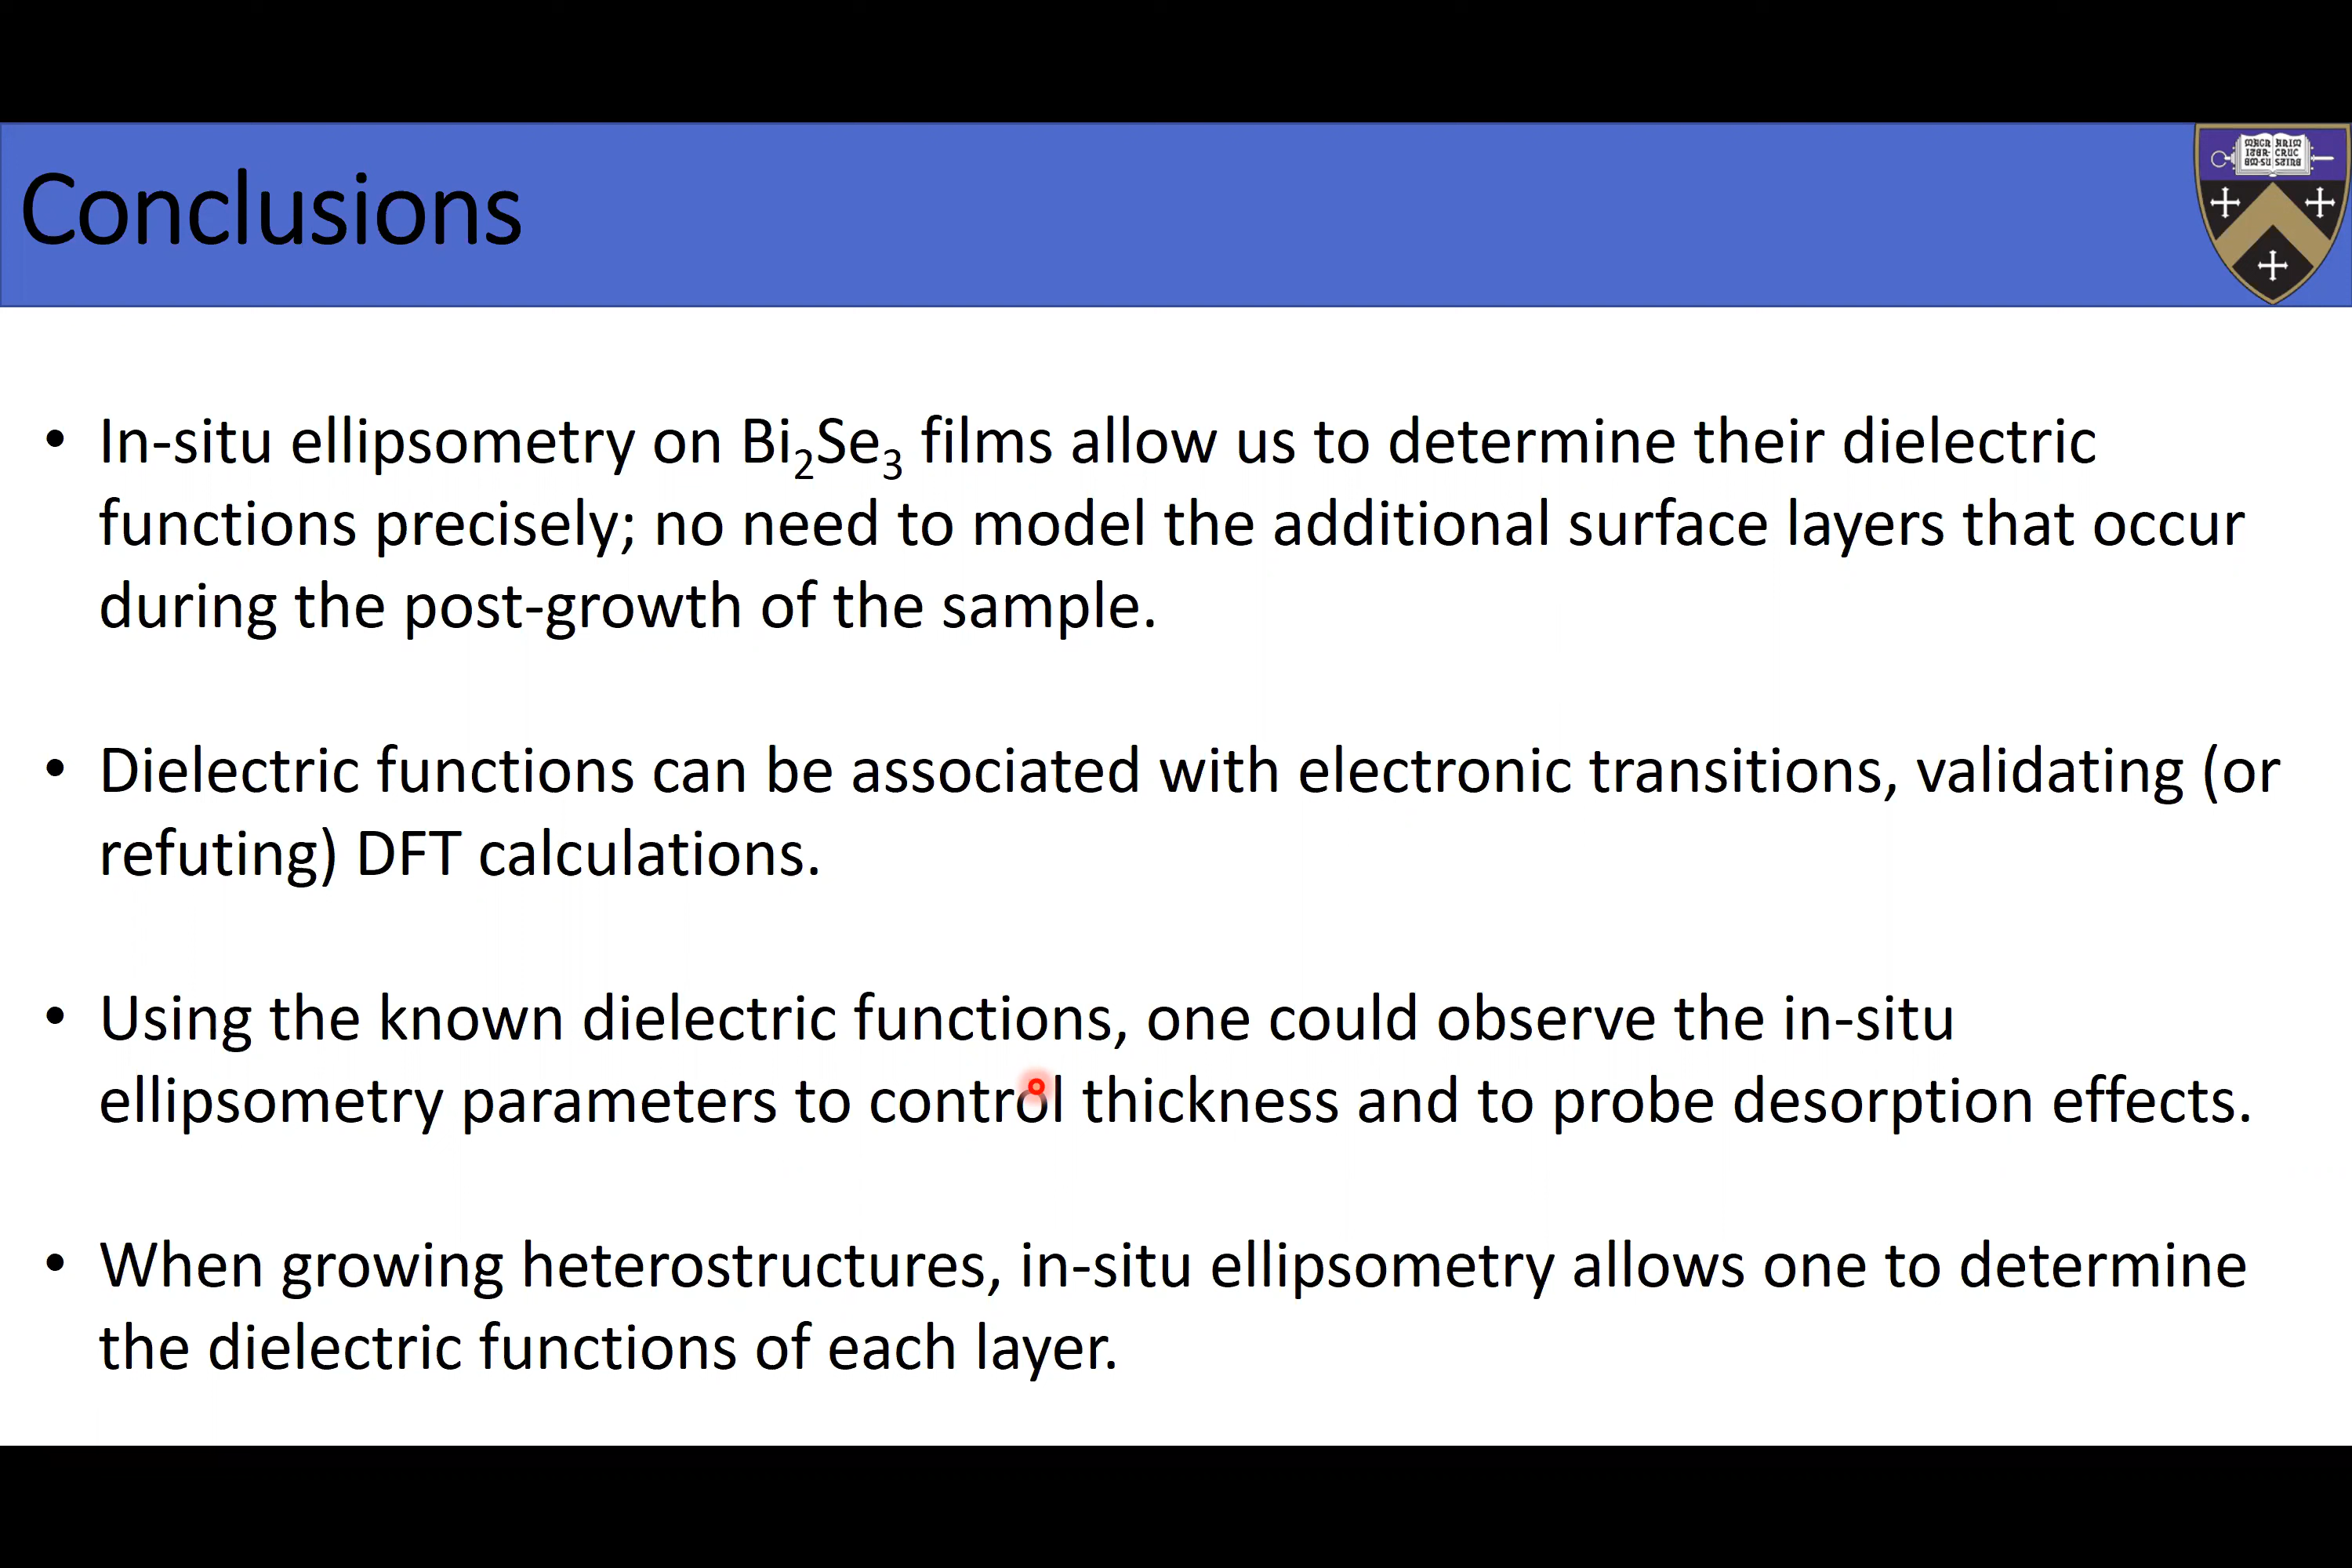 Conclusions
• In-situ ellipsometry on Bi₂Se₃ films allow us to determine their dielectric
functions precisely; no need to model the additional surface layers that occur
during the post-growth of the sample.
• Dielectric functions can be associated with electronic transitions, validating (or
refuting) DFT calculations.
• Using the known dielectric functions, one could observe the in-situ
ellipsometry parameters to control thickness and to probe desorption effects.
• When growing heterostructures, in-situ ellipsometry allows one to determine
the dielectric functions of each layer.